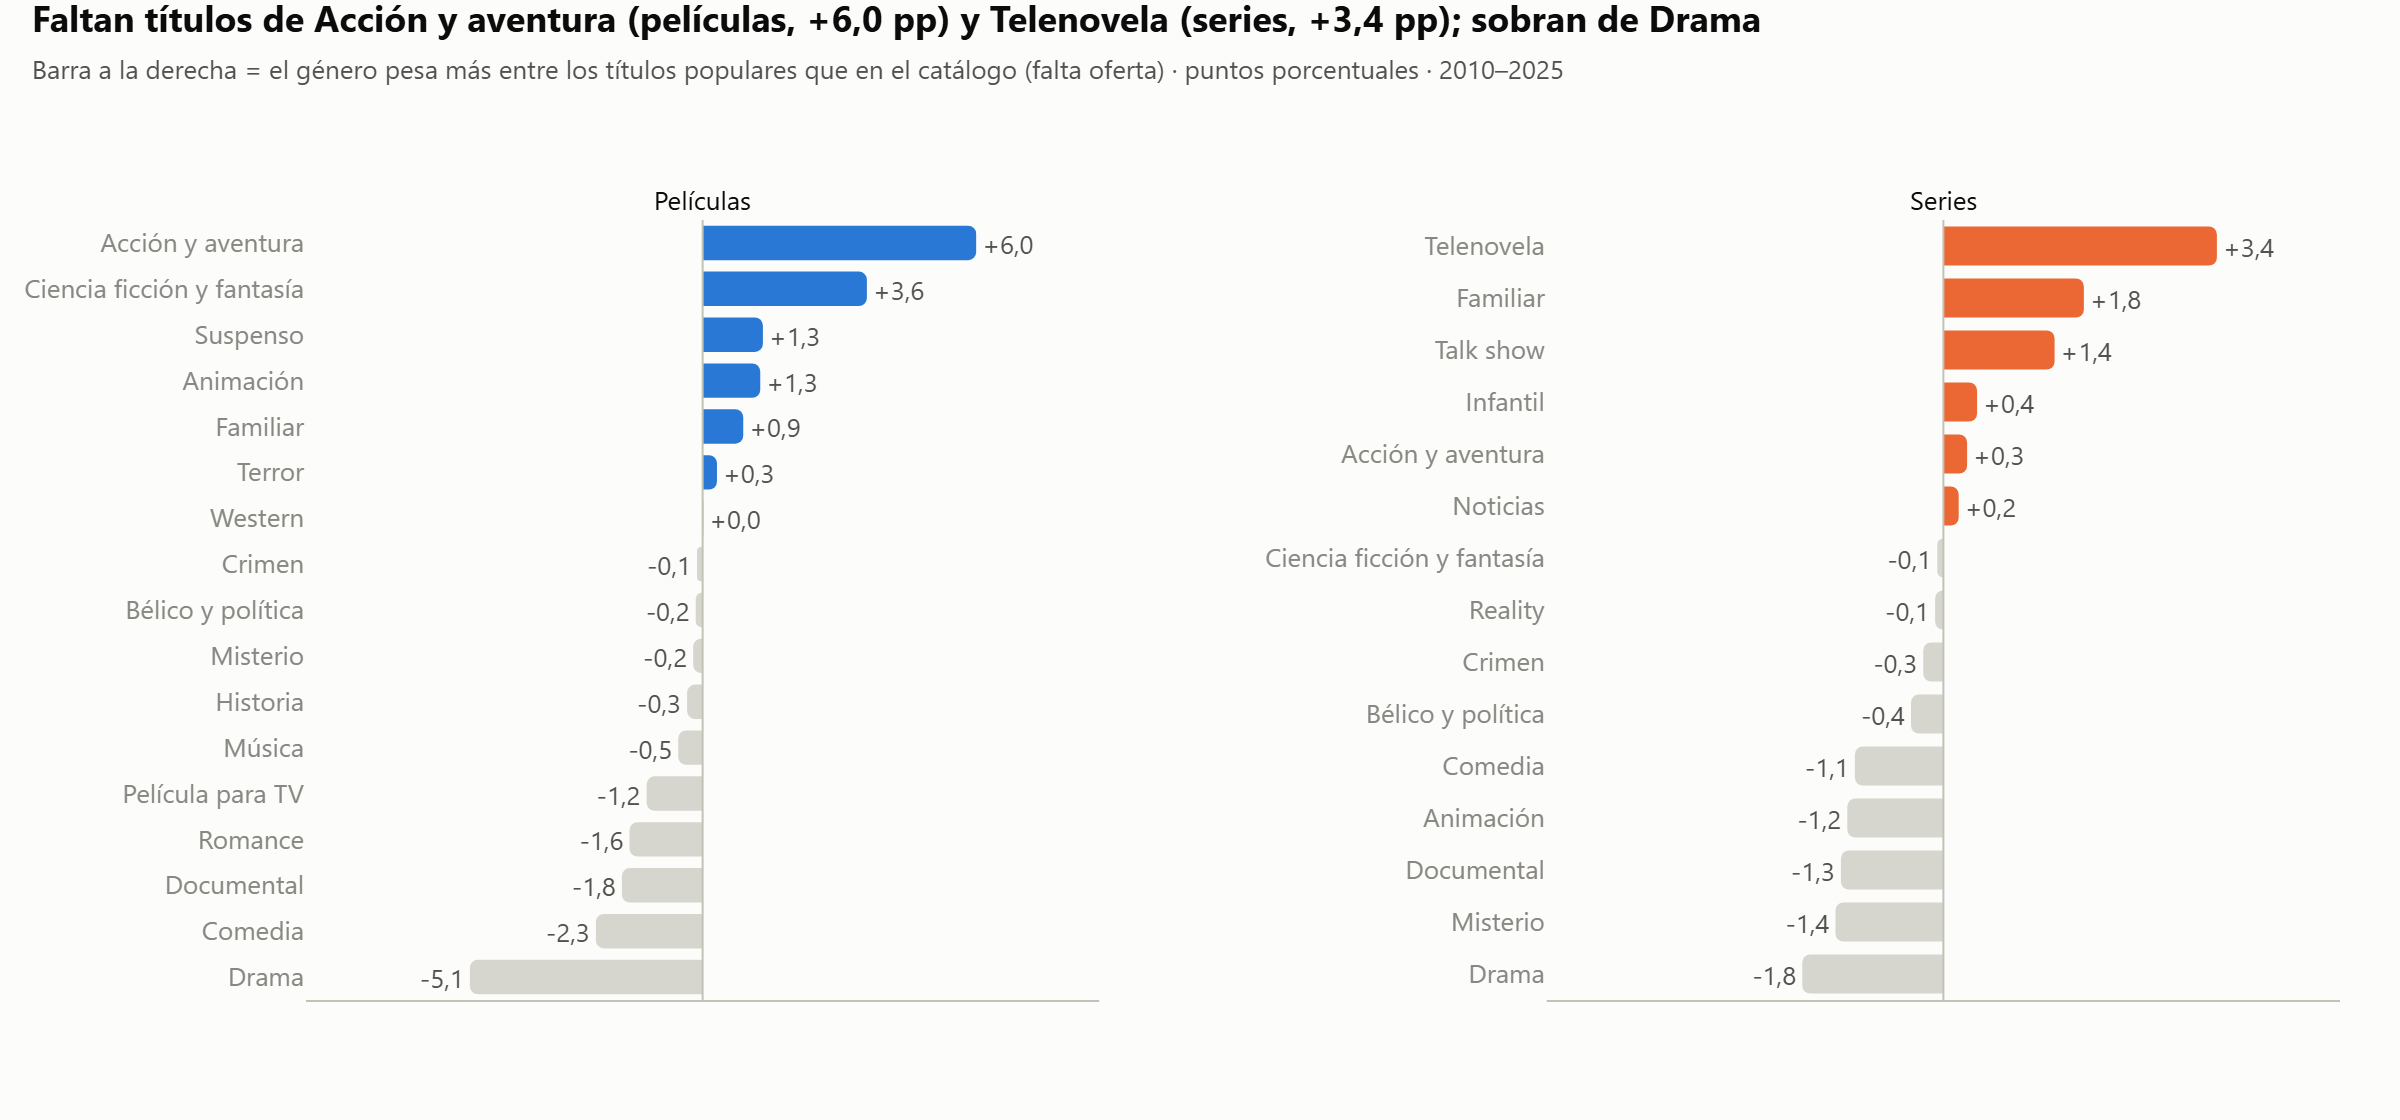 Faltan títulos de Acción y aventura (películas, +6,0 pp) y Telenovela (series, +3,4 pp); sobran de Drama
Barra a la derecha = el género pesa más entre los títulos populares que en el catálogo (falta oferta) · puntos porcentuales · 2010–2025
Películas
Acción y aventura +6,0
Ciencia ficción y fantasía +3,6
Suspenso +1,3
Animación +1,3
Familiar +0,9
Terror +0,3
Western +0,0
Crimen -0,1
Bélico y política -0,2
Misterio -0,2
Historia -0,3
Música -0,5
Película para TV -1,2
Romance -1,6
Documental -1,8
Comedia -2,3
Drama -5,1
Series
Telenovela +3,4
Familiar +1,8
Talk show +1,4
Infantil +0,4
Acción y aventura +0,3
Noticias +0,2
Ciencia ficción y fantasía -0,1
Reality -0,1
Crimen -0,3
Bélico y política -0,4
Comedia -1,1
Animación -1,2
Documental -1,3
Misterio -1,4
Drama -1,8